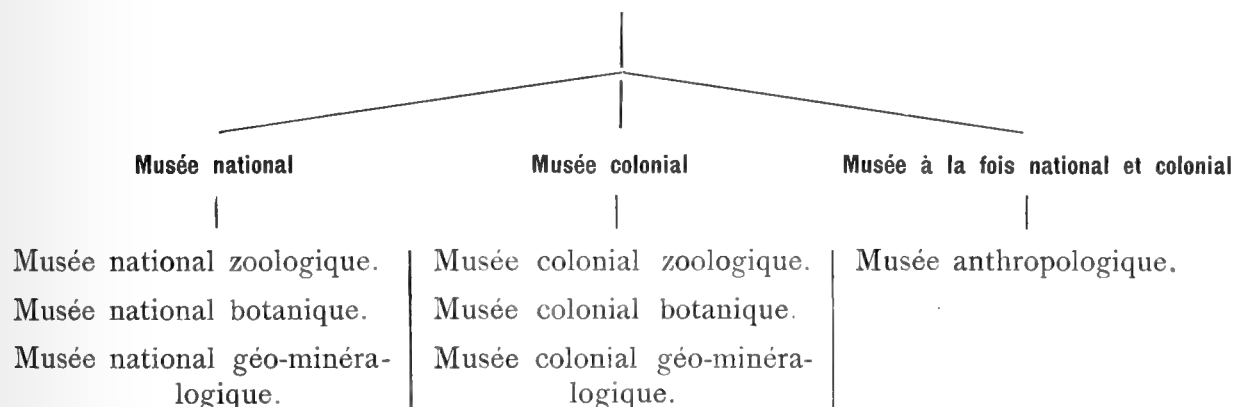 Musée national
Musée colonial
Musée à la fois national et colonial
Musée national zoologique.
Musée national botanique.
Musée national géo-minéra-
logique.
Musée colonial zoologique.
Musée colonial botanique.
Musée colonial géo-minéra-
logique.
Musée anthropologique.